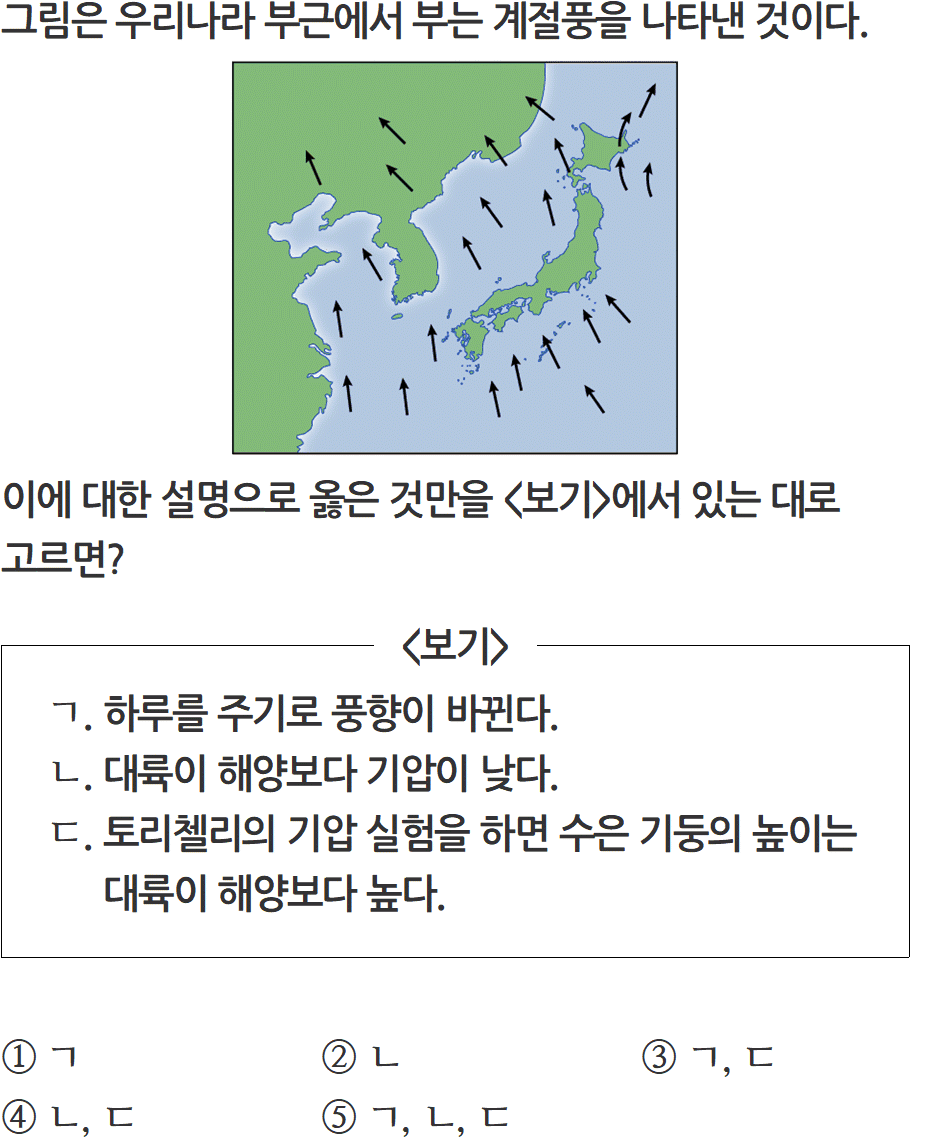 그림은 우리나라 부근에서 부는 계절풍을 나타낸 것이다.
이에 대한 설명으로 옳은 것만을 <보기>에서 있는 대로
고르면?
<보기>
ㄱ. 하루를 주기로 풍향이 바뀐다.
ㄴ. 대륙이 해양보다 기압이 낮다.
ㄷ. 토리첼리의 기압 실험을 하면 수은 기둥의 높이는
대륙이 해양보다 높다.
① ㄱ ② ㄴ ③ ㄱ, ㄷ
④ ㄴ, ㄷ ⑤ ㄱ, ㄴ, ㄷ